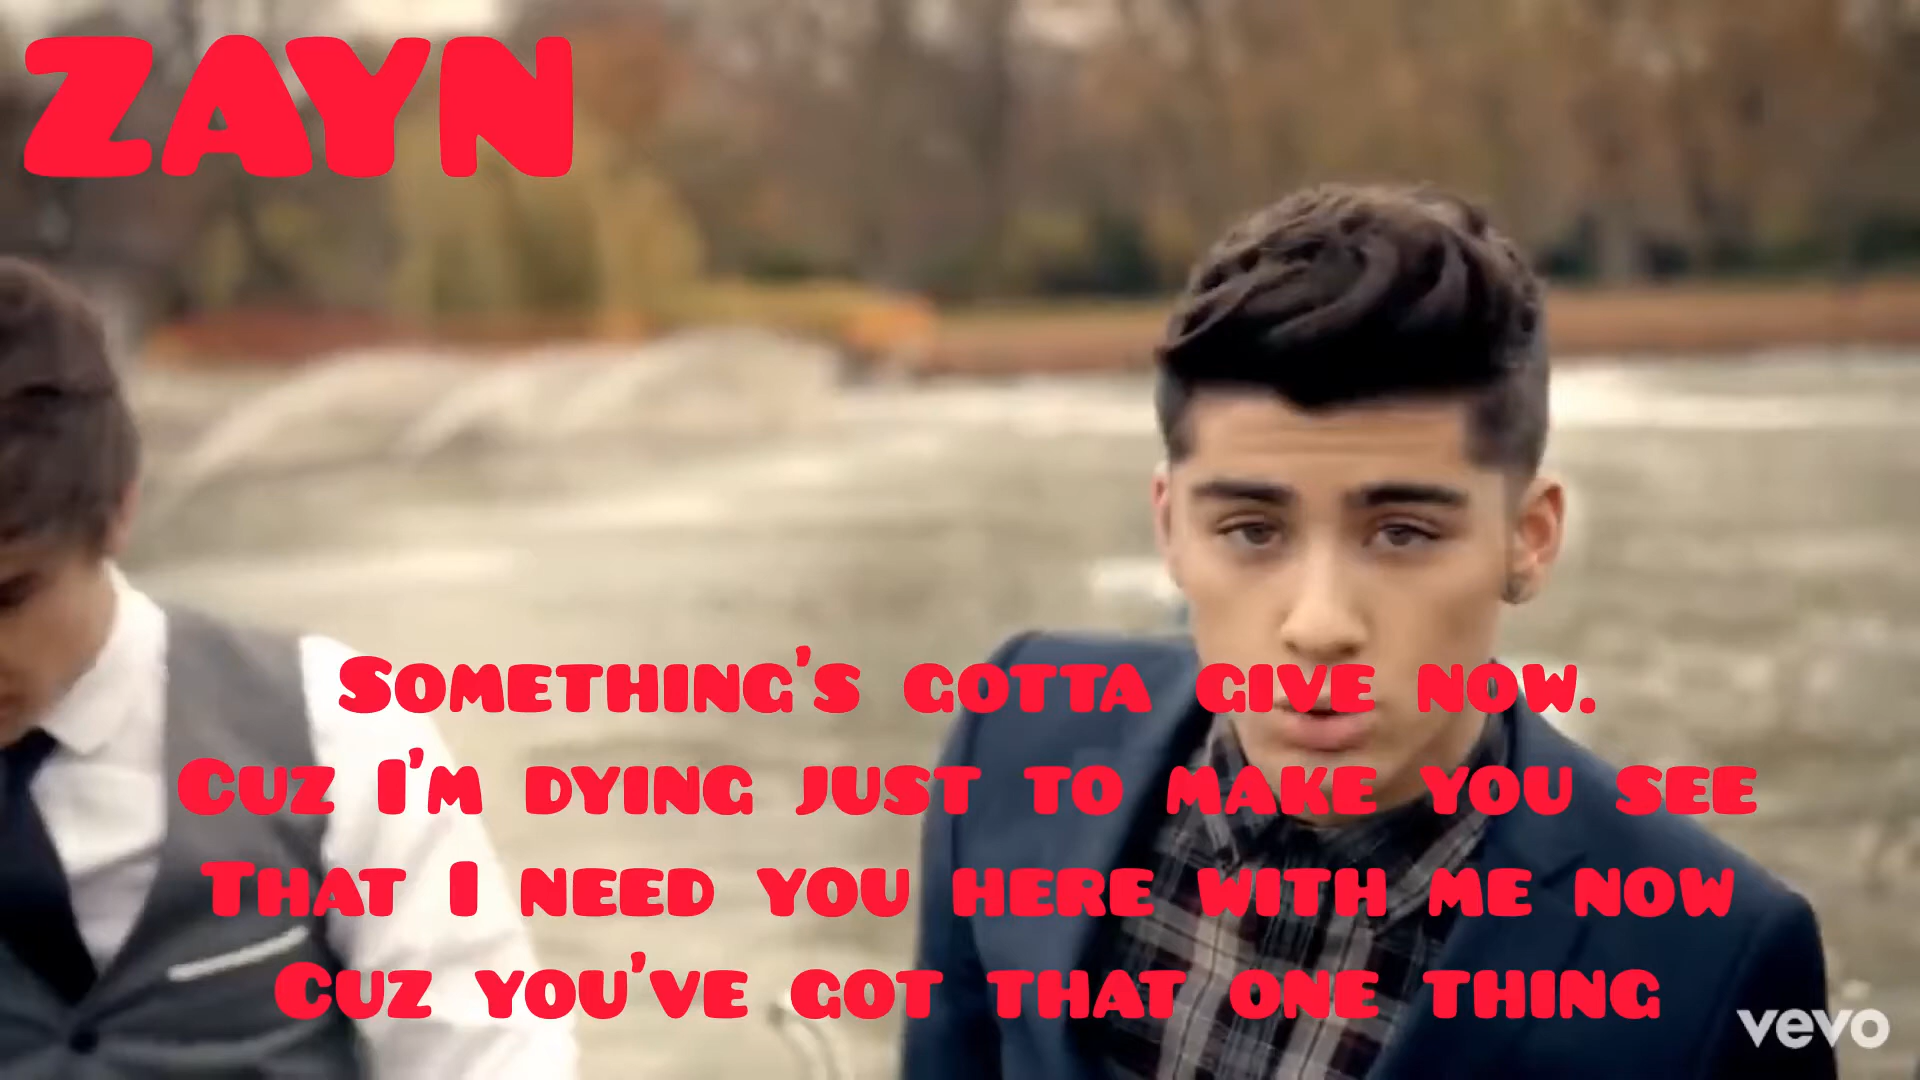 ZAYN
Something's gotta give now.
Cuz I'm dying just to make you see
That I need you here with me now
Cuz you've got that one thing
vevo